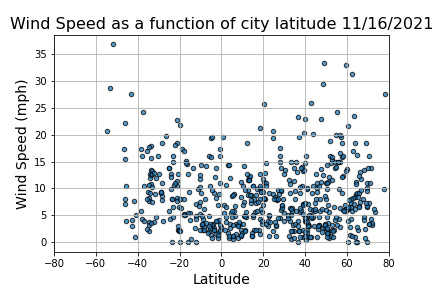 Wind Speed as a function of city latitude 11/16/2021
35
30
25
20
15
10
5
0
Wind Speed (mph)
−80 −60 −40 −20 0 20 40 60 80
Latitude